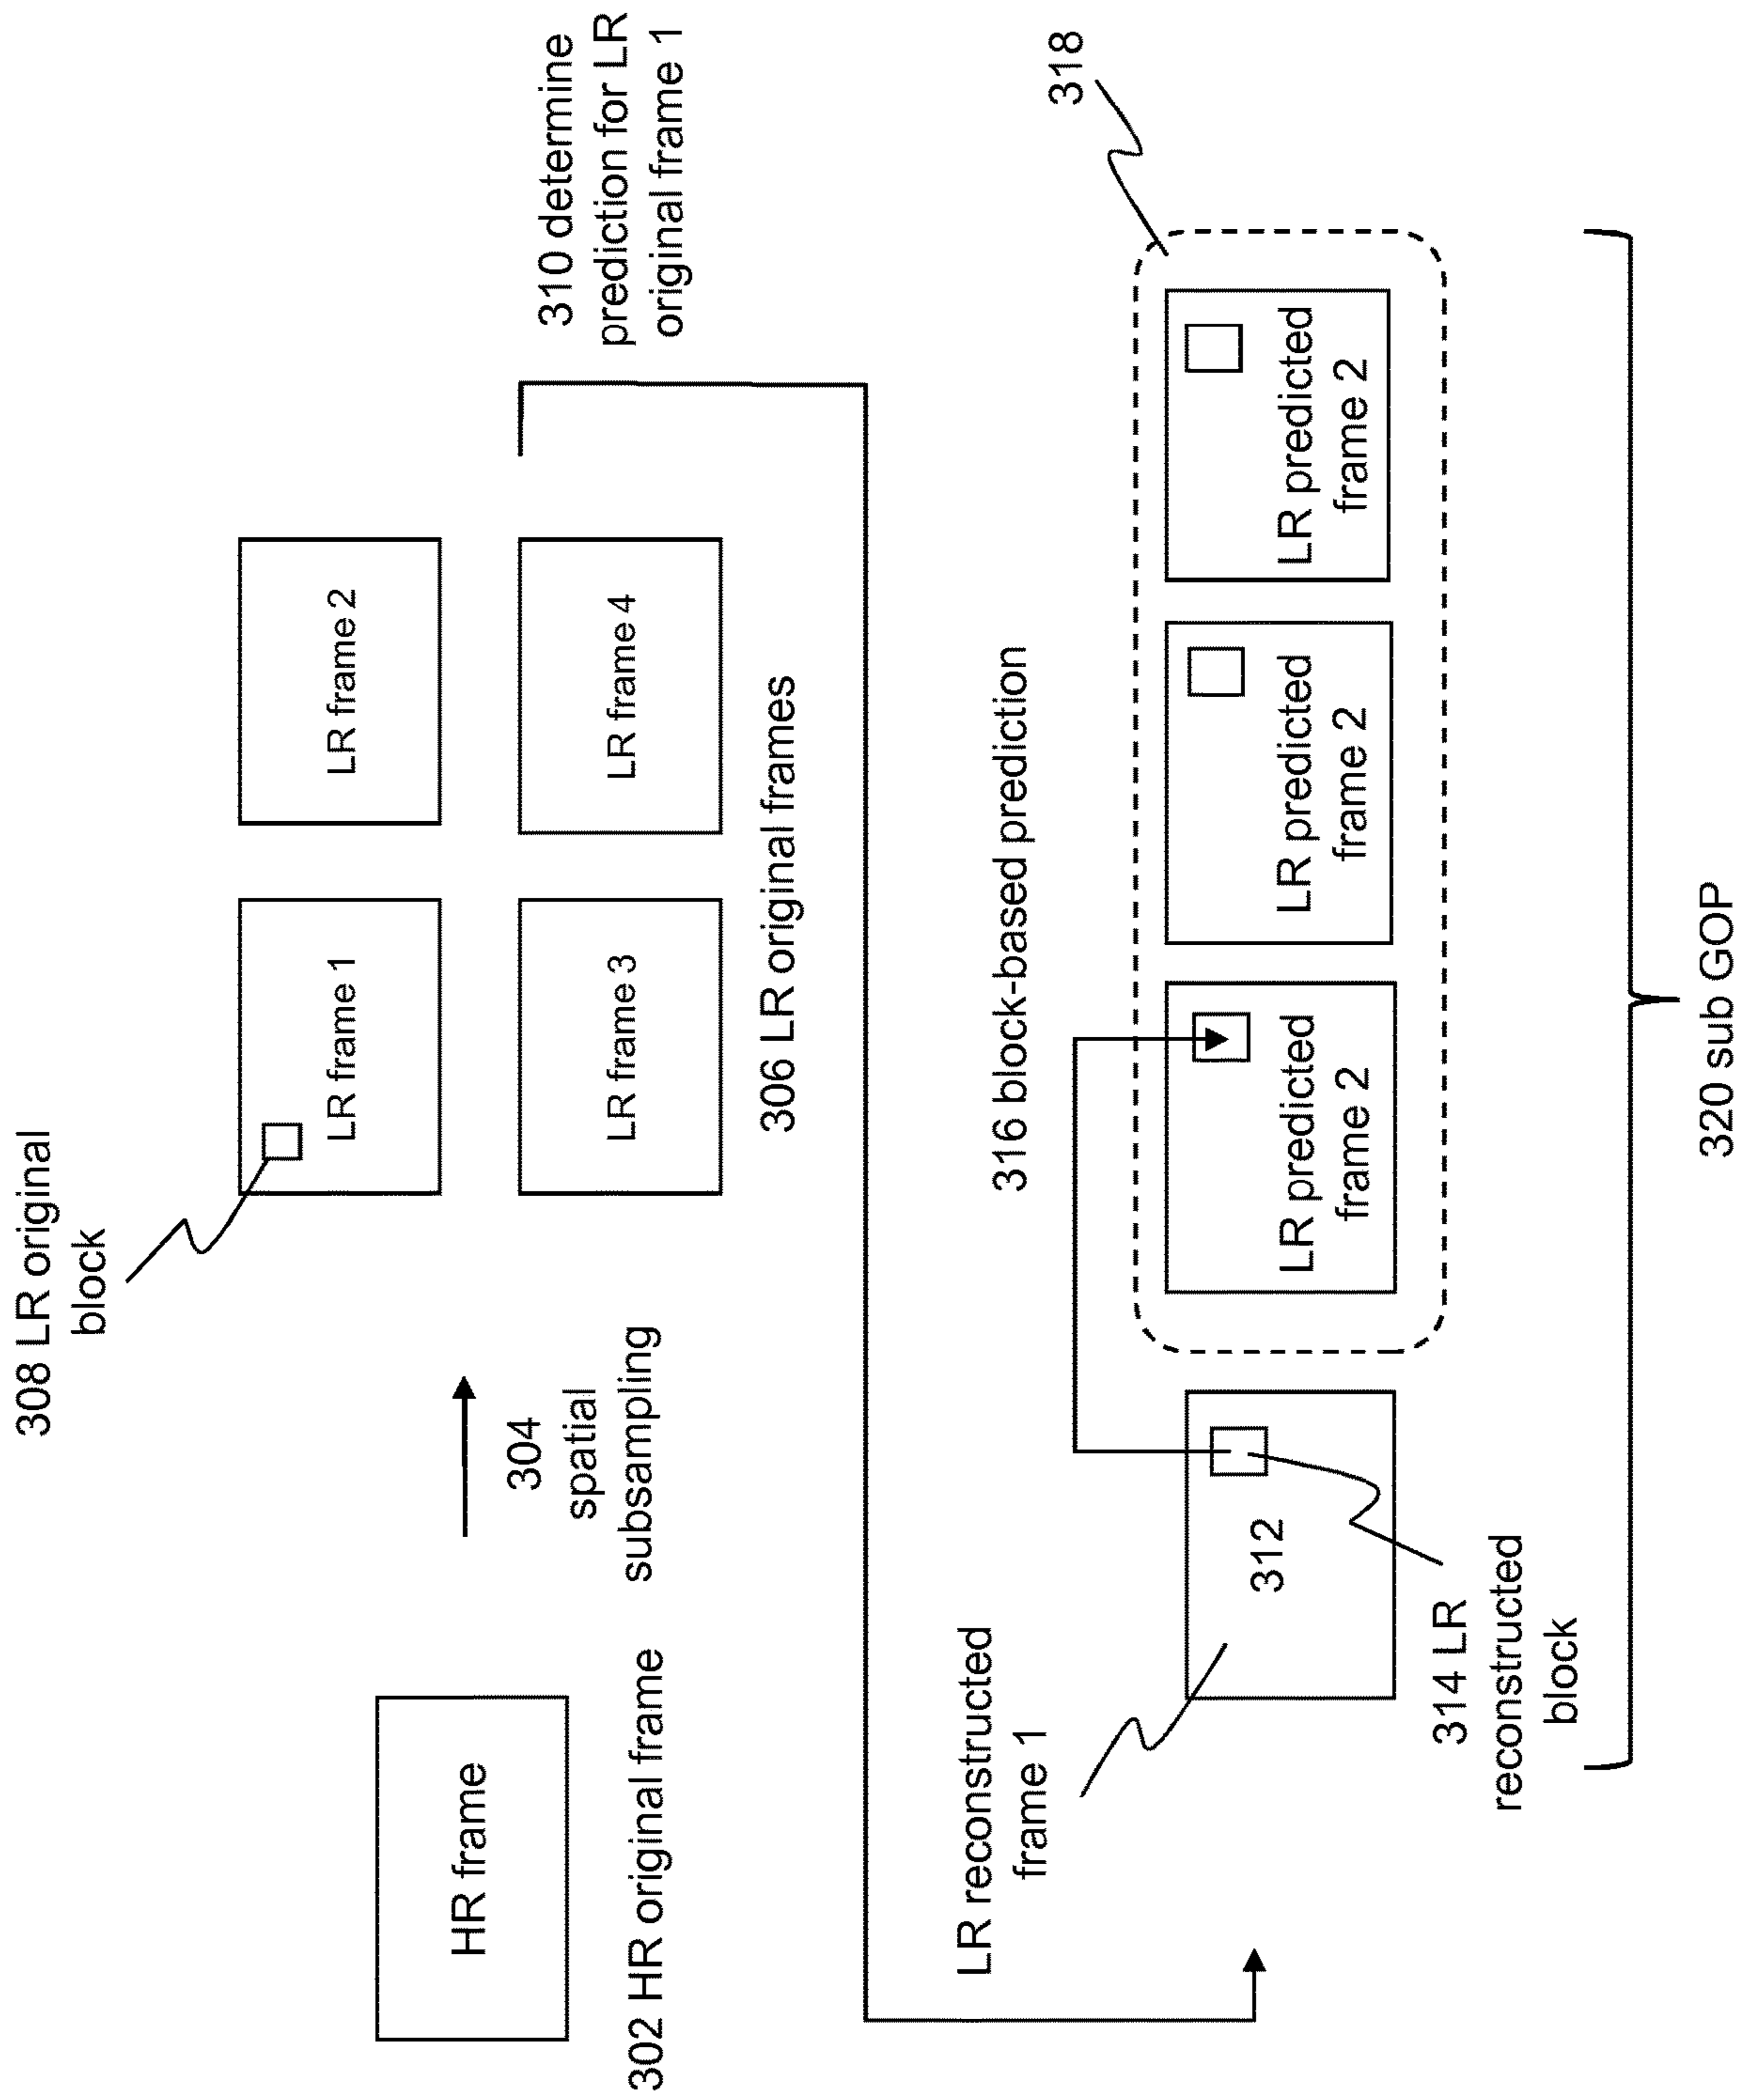 308 LR original
block
LR frame 1
LR frame 2
HR frame
302 HR original frame
304
spatial
subsampling
LR frame 3
LR frame 4
306 LR original frames
310 determine
prediction for LR
original frame 1
LR reconstructed
frame 1
316 block-based prediction
318
312
LR predicted
frame 2
LR predicted
frame 2
LR predicted
frame 2
314 LR
reconstructed
block
320 sub GOP